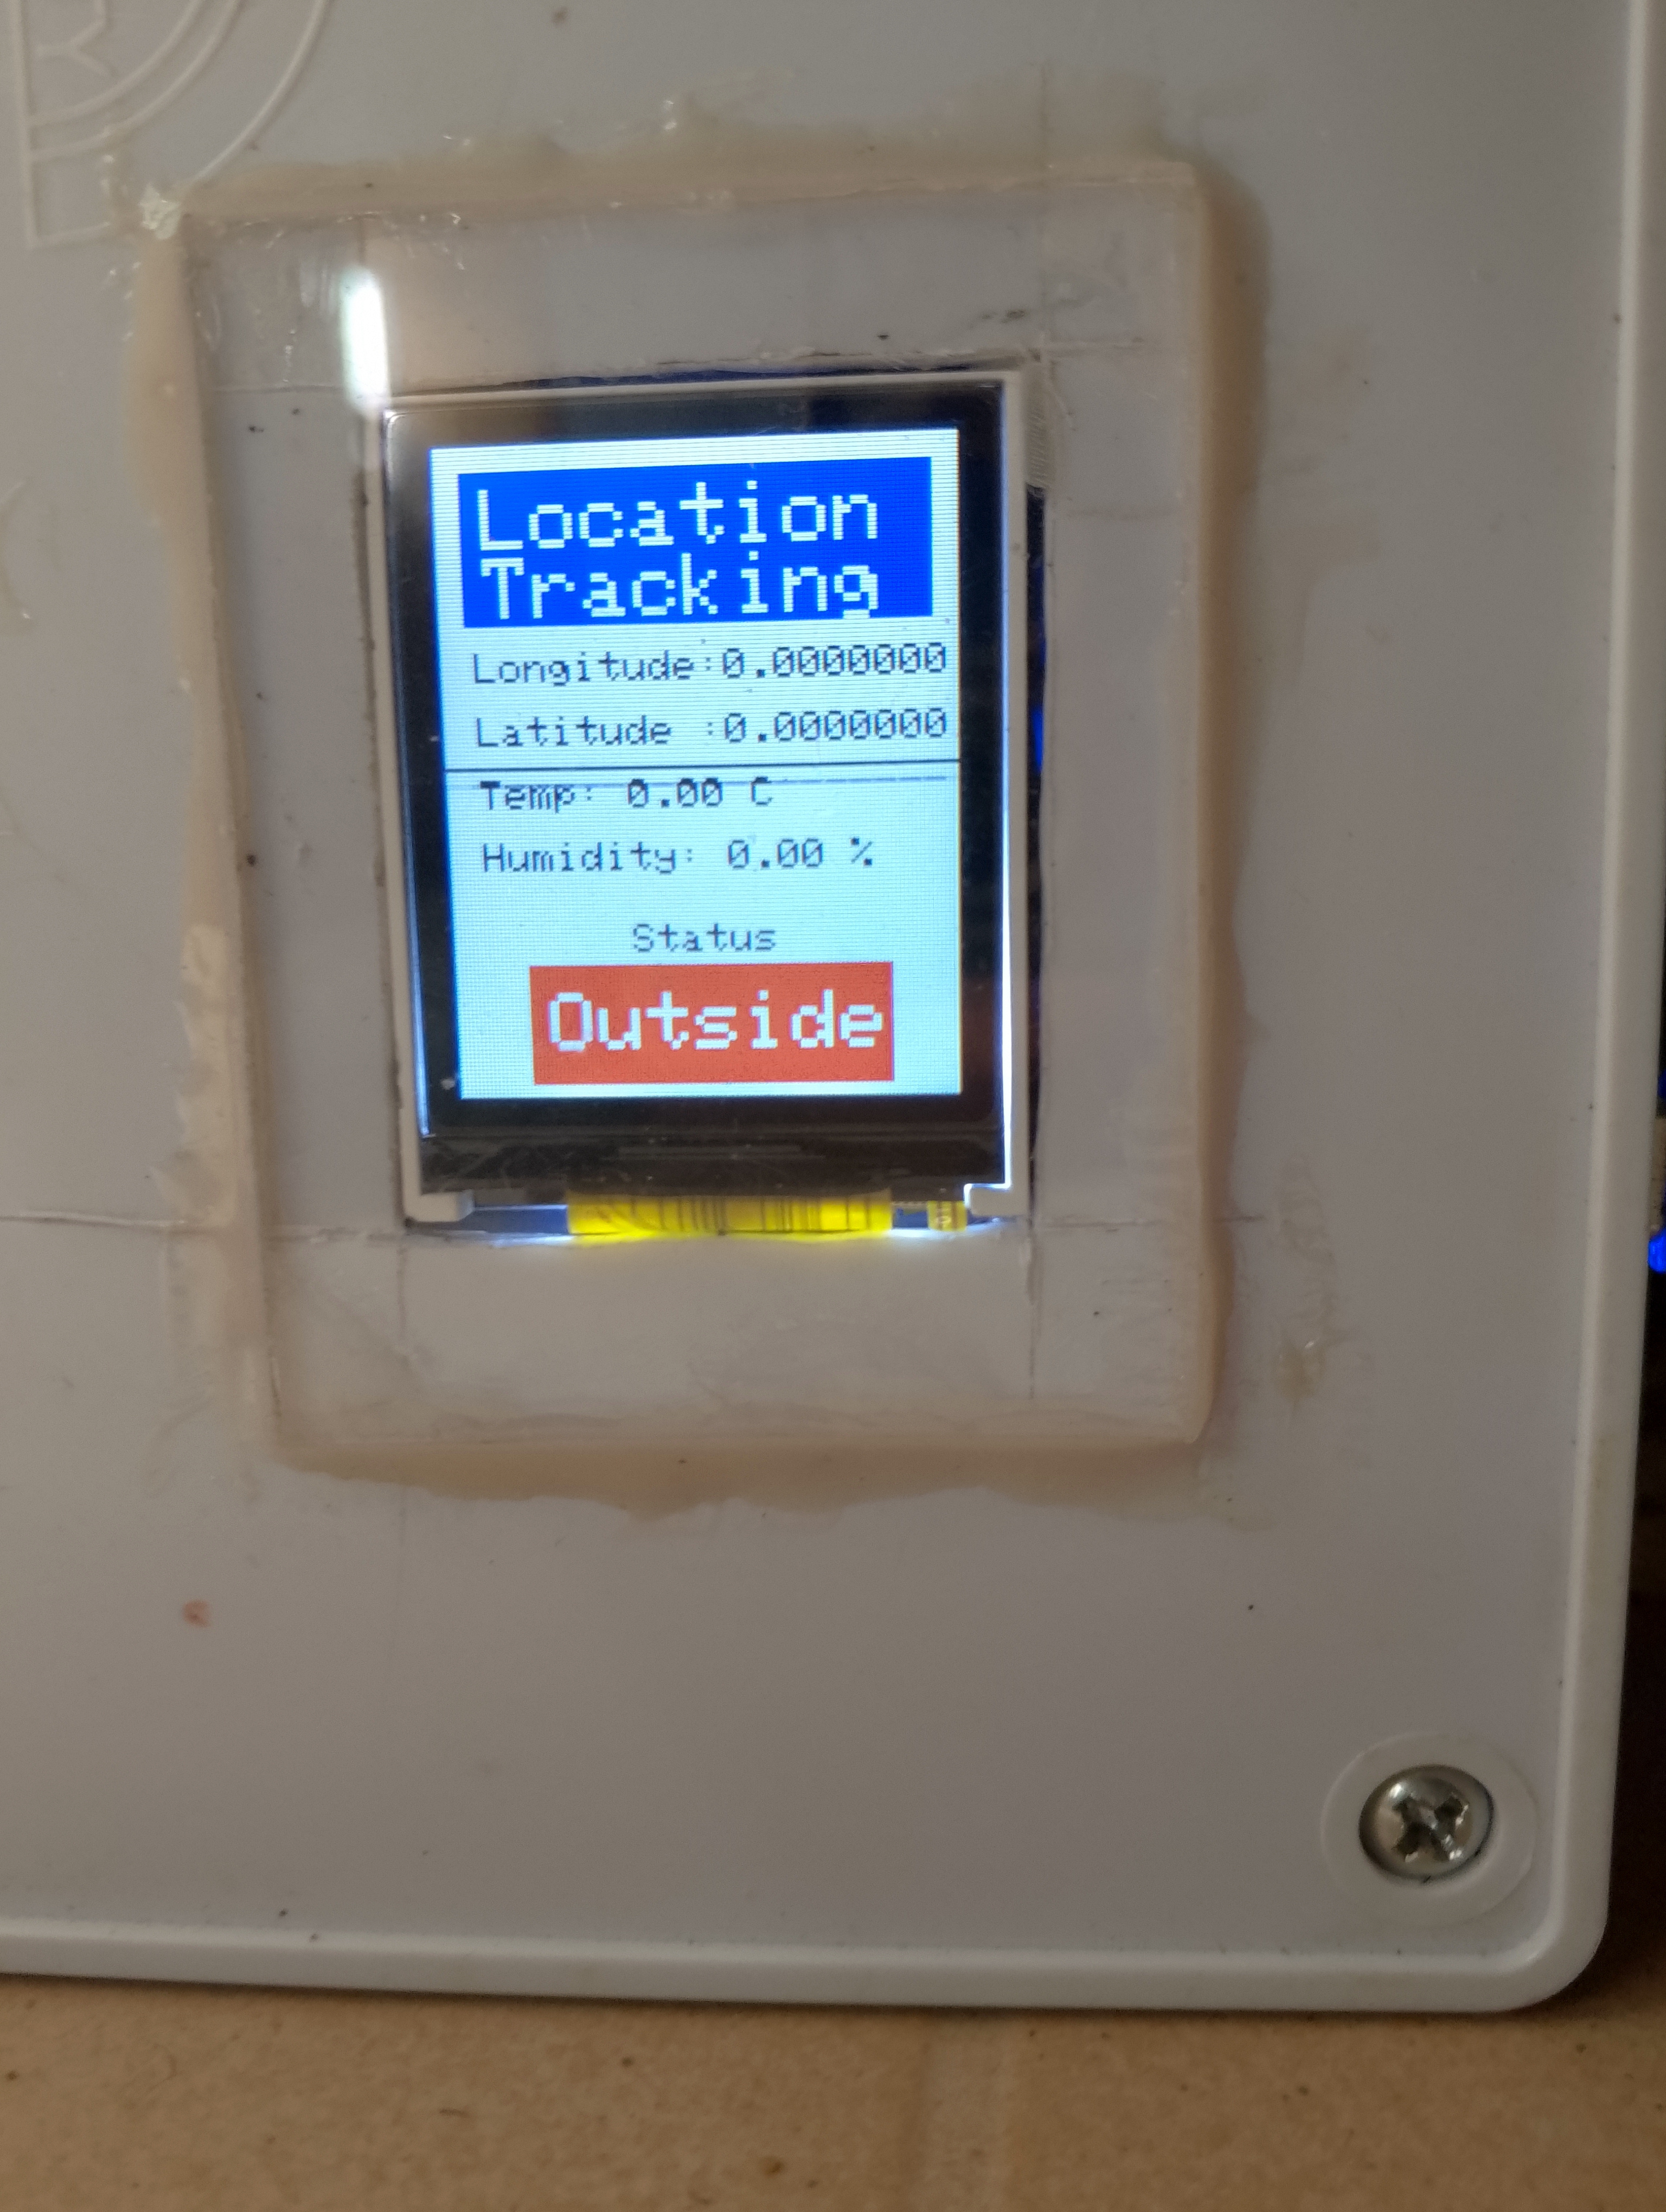 Location
Tracking
Longitude:0.0000000
Latitude :0.0000000
Temp: 0.00 C
Humidity: 0.00 %
Status
Outside